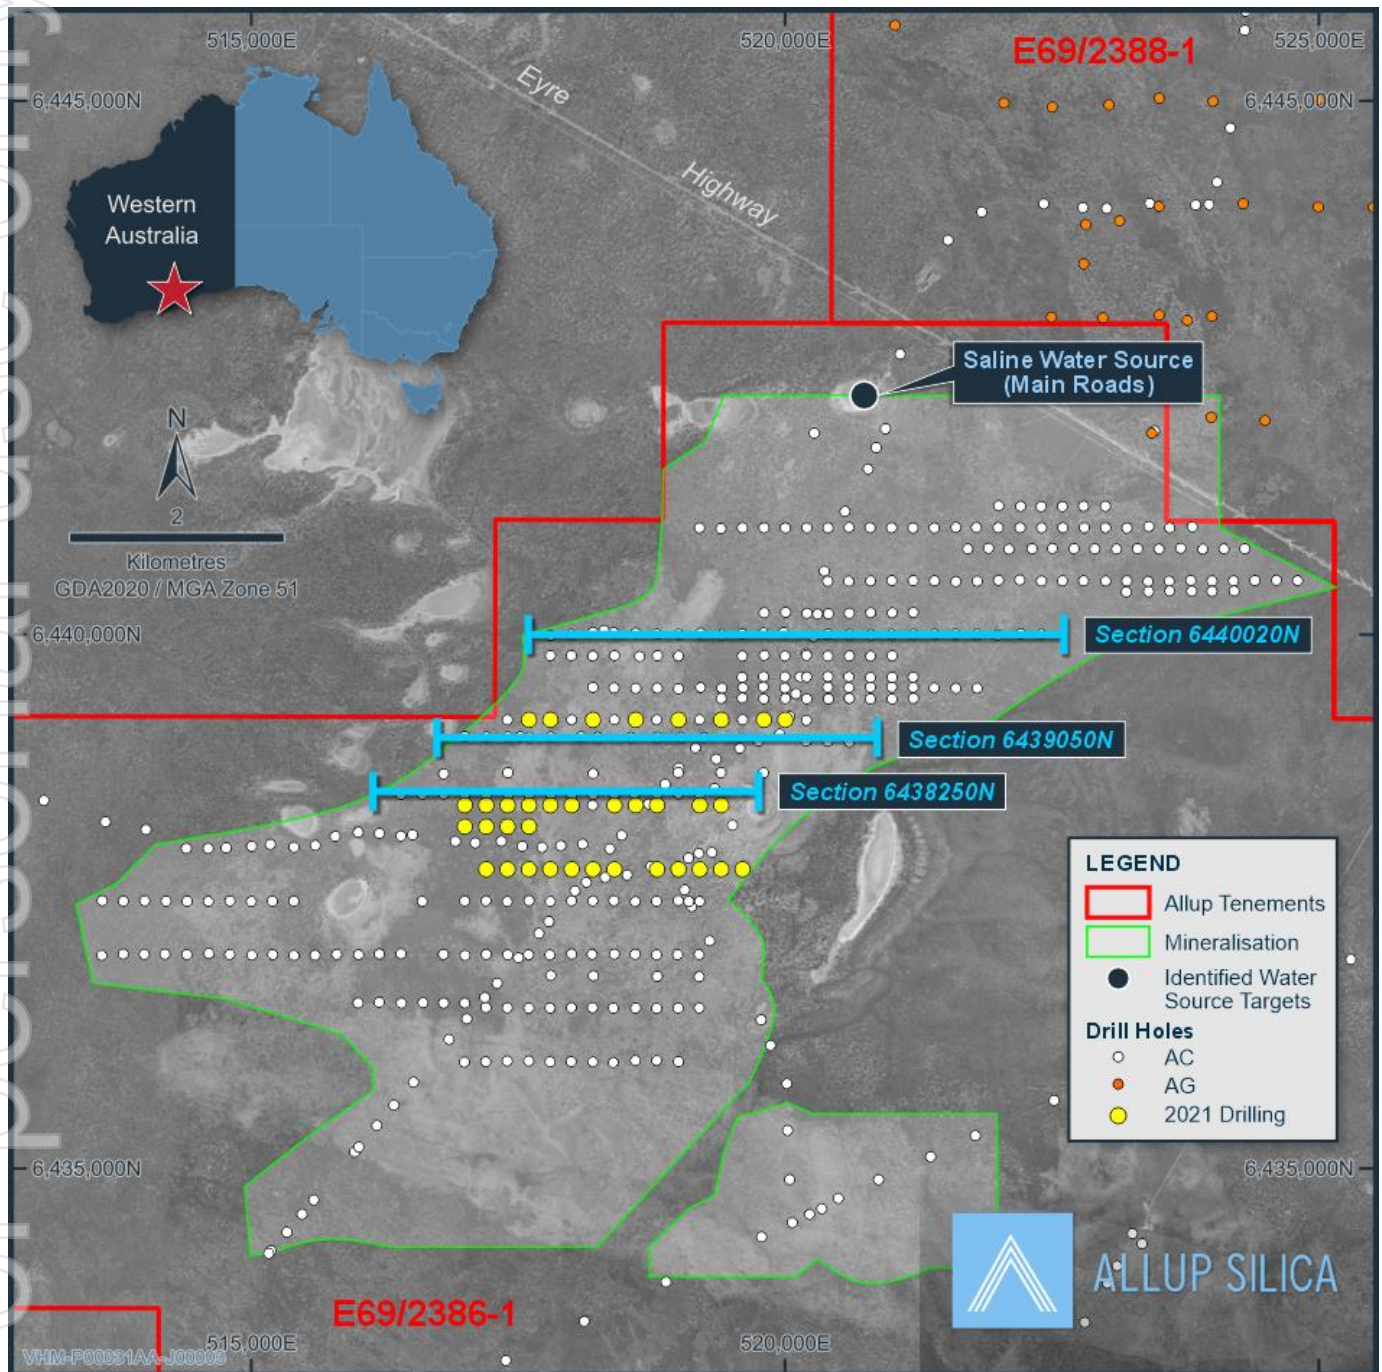 515,000E
520,000E
525,000E
E69/2388-1
6,445,000N
6,445,000N
Eyre
Highway
Western
Australia
Saline Water Source
(Main Roads)
N
2
Kilometres
GDA2020 / MGA Zone 51
6,440,000N
Section 6440020N
Section 6439050N
Section 6438250N
LEGEND
Allup Tenements
Mineralisation
Identified Water
Source Targets
Drill Holes
AC
AG
2021 Drilling
6,435,000N
6,435,000N
ALLUP SILICA
E69/2386-1
515,000E
520,000E
VHM-P00031AA-J00003